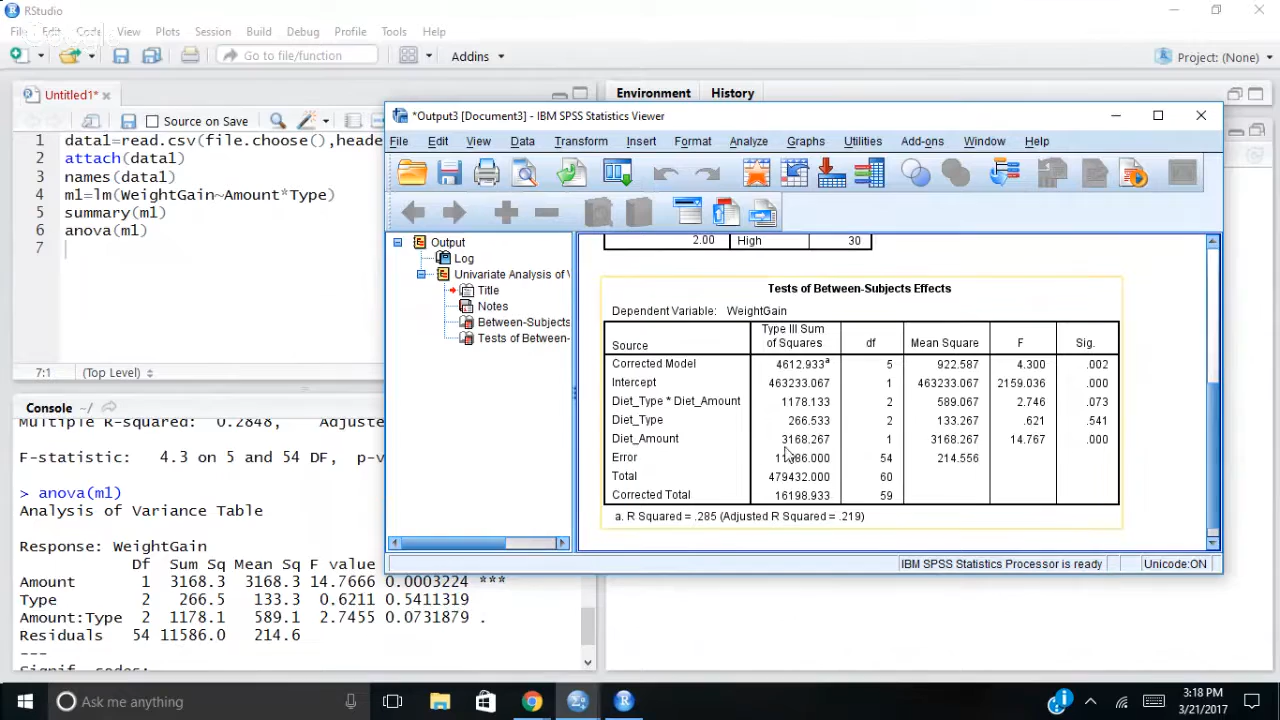 RStudio
File Edit Code View Plots Session Build Debug Profile Tools Help
Go to file/function Addins Project: (None)
Untitled1*
Source on Save
1 data1=read.csv(file.choose(),heade
2 attach(data1)
3 names(data1)
4 m1=lm(WeightGain~Amount*Type)
5 summary(m1)
6 anova(m1)
7
7:1 (Top Level)
Console ~/
Multiple R-squared: 0.2848, Adjuste
F-statistic: 4.3 on 5 and 54 DF, p-v
> anova(m1)
Analysis of Variance Table
Response: WeightGain
Df Sum Sq Mean Sq F value
Amount 1 3168.3 3168.3 14.7666 0.0003224 ***
Type 2 266.5 133.3 0.6211 0.5411319
Amount:Type 2 1178.1 589.1 2.7455 0.0731879 .
Residuals 54 11586.0 214.6
---
Signif. codes:
Environment History
*Output3 [Document3] - IBM SPSS Statistics Viewer
File Edit View Data Transform Insert Format Analyze Graphs Utilities Add-ons Window Help
Output
Log
Univariate Analysis of V
Title
Notes
Between-Subjects
Tests of Between-
2.00 High 30
Tests of Between-Subjects Effects
Dependent Variable: WeightGain
Source Type III Sum of Squares df Mean Square F Sig.
Corrected Model 4612.933a 5 922.587 4.300 .002
Intercept 463233.067 1 463233.067 2159.036 .000
Diet_Type * Diet_Amount 1178.133 2 589.067 2.746 .073
Diet_Type 266.533 2 133.267 .621 .541
Diet_Amount 3168.267 1 3168.267 14.767 .000
Error 54 214.556
Total 479432.000 60
Corrected Total 16198.933 59
a. R Squared = .285 (Adjusted R Squared = .219)
IBM SPSS Statistics Processor is ready Unicode:ON
Ask me anything
3:18 PM
3/21/2017